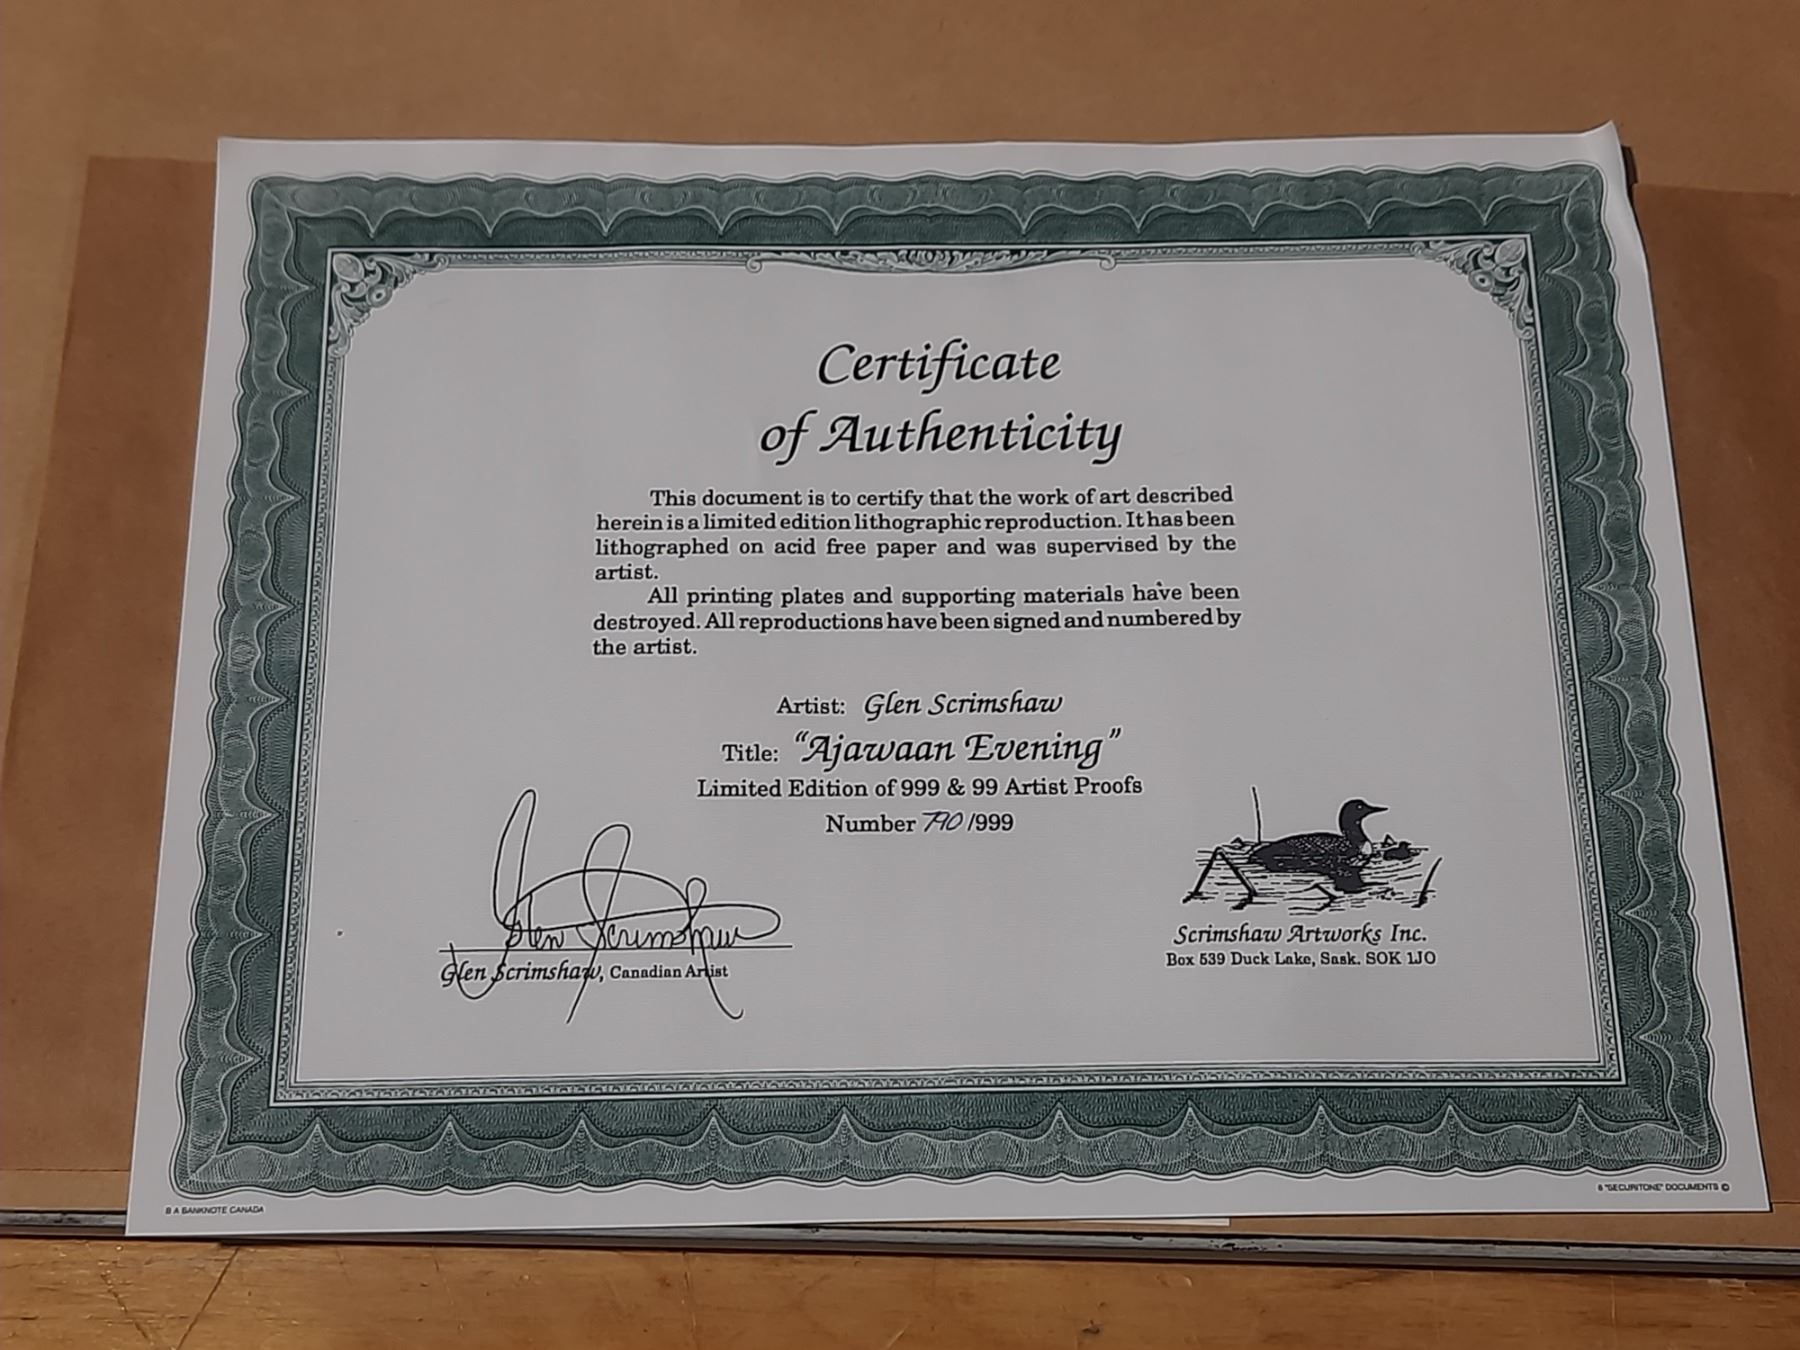 Certificate
of Authenticity
This document is to certify that the work of art described
herein is a limited edition lithographic reproduction. It has been
lithographed on acid free paper and was supervised by the
artist.
All printing plates and supporting materials have been
destroyed. All reproductions have been signed and numbered by
the artist.
Artist: Glen Scrimshaw
Title: "Ajawaan Evening"
Limited Edition of 999 & 99 Artist Proofs
Number 790/999
Glen Scrimshaw
Glen Scrimshaw, Canadian Artist
Scrimshaw Artworks Inc.
Box 539 Duck Lake, Sask. SOK 1JO
B A BANKNOTE CANADA
"SECURITONE" DOCUMENTS ©